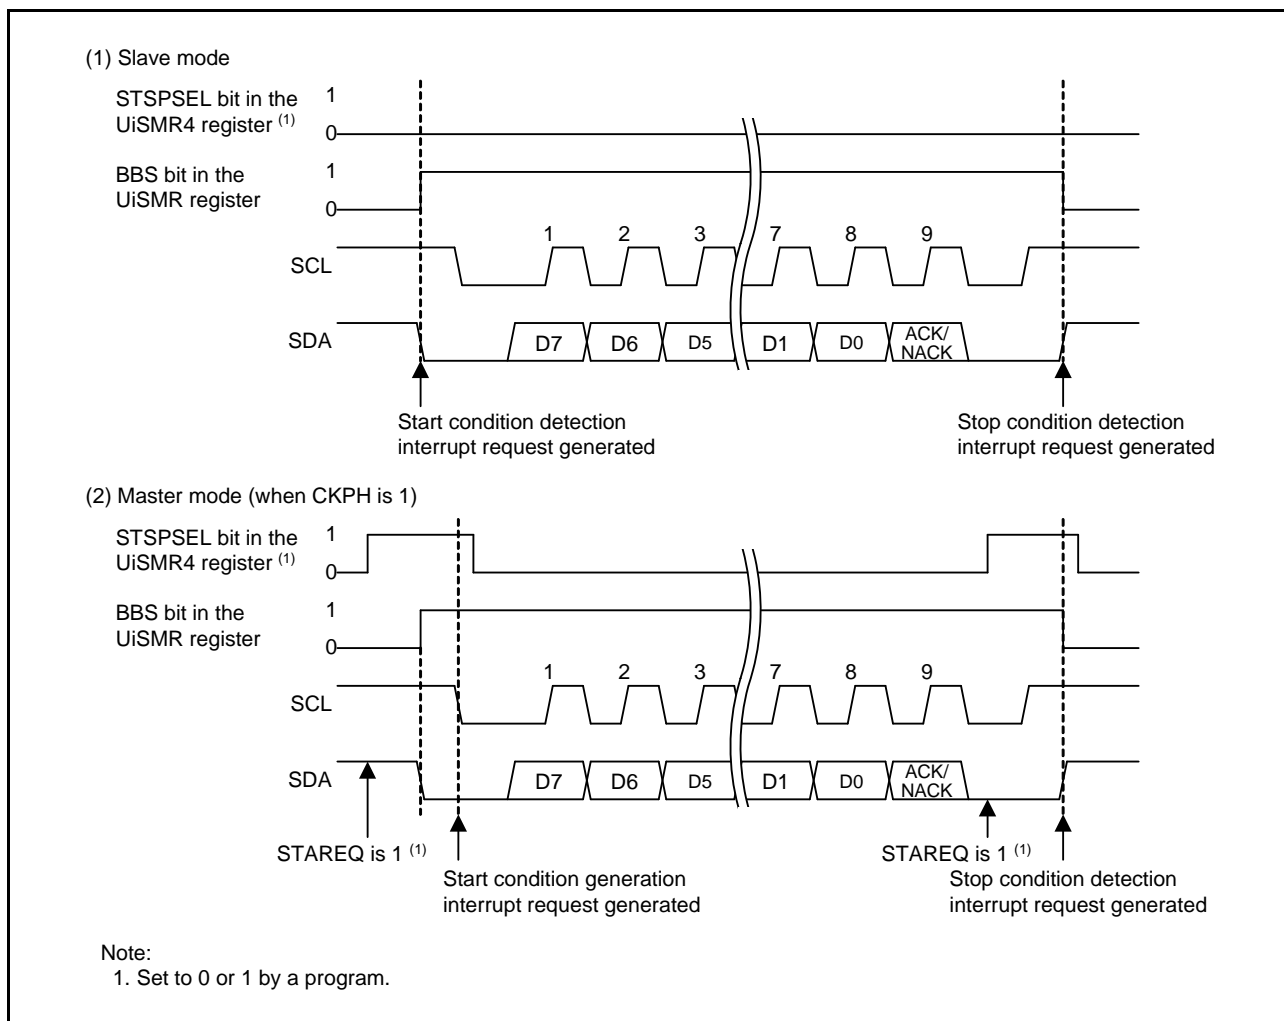 (1) Slave mode
STSPSEL bit in the
UiSMR4 register (1)
1
0
BBS bit in the
UiSMR register
1
0
1 2 3 7 8 9
SCL
SDA
D7 D6 D5 D1 D0 ACK/
NACK
Start condition detection
interrupt request generated
Stop condition detection
interrupt request generated
(2) Master mode (when CKPH is 1)
STSPSEL bit in the
UiSMR4 register (1)
1
0
BBS bit in the
UiSMR register
1
0
1 2 3 7 8 9
SCL
SDA
D7 D6 D5 D1 D0 ACK/
NACK
STAREQ is 1 (1)
STAREQ is 1 (1)
Start condition generation
interrupt request generated
Stop condition detection
interrupt request generated
Note:
1. Set to 0 or 1 by a program.